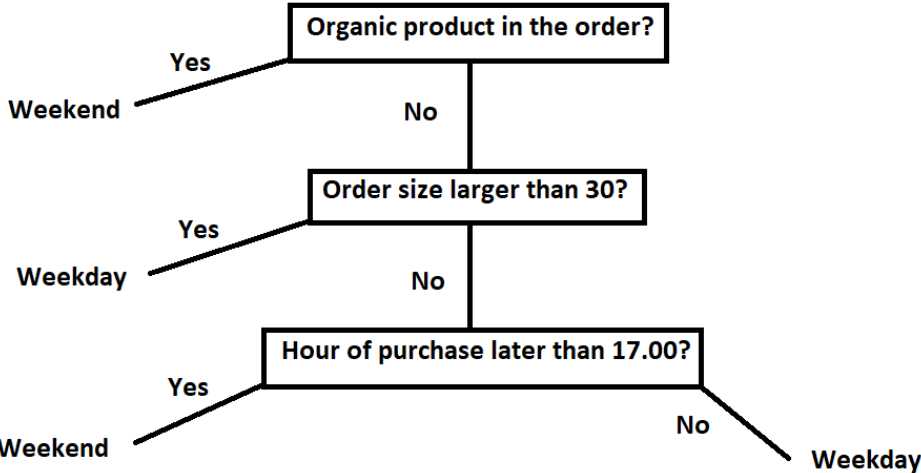 Organic product in the order?
Yes
Weekend
No
Order size larger than 30?
Yes
Weekday
No
Hour of purchase later than 17.00?
Yes
Weekend
No
Weekday